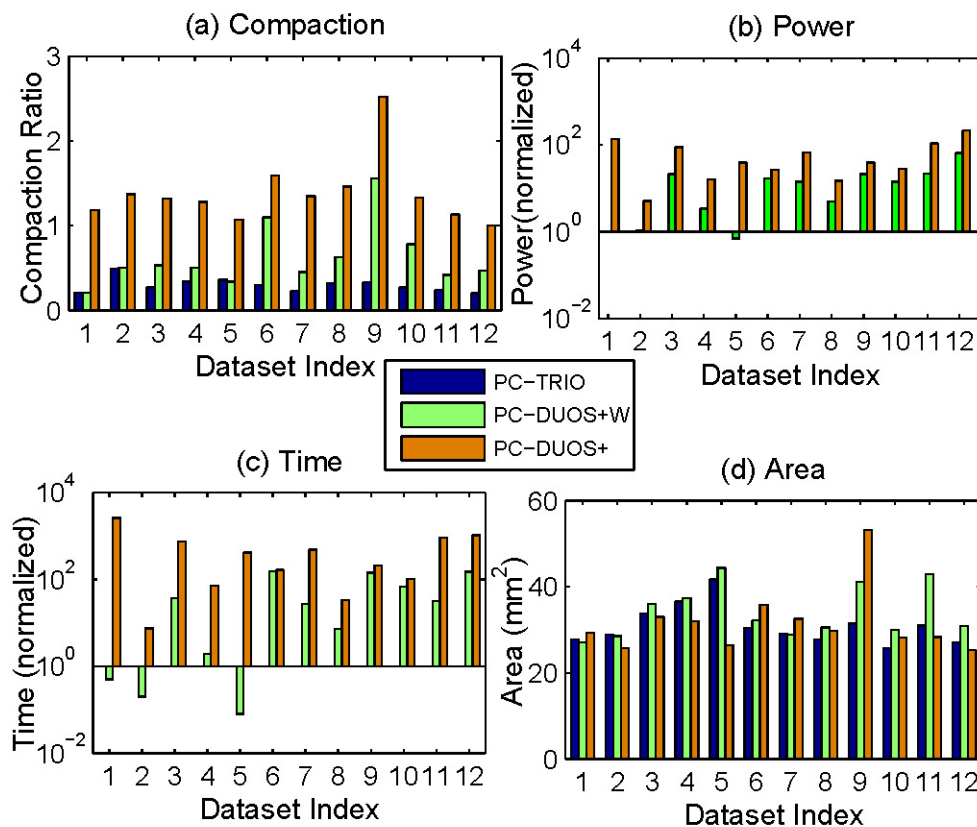 (a) Compaction
Compaction Ratio
3
2
1
0
1 2 3 4 5 6 7 8 9 10 11 12
Dataset Index
(b) Power
Power(normalized)
10^4
10^2
10^0
10^-2
1 2 3 4 5 6 7 8 9 10 11 12
Dataset Index
PC-TRIO
PC-DUOS+W
PC-DUOS+
(c) Time
Time (normalized)
10^4
10^2
10^0
10^-2
1 2 3 4 5 6 7 8 9 10 11 12
Dataset Index
(d) Area
Area (mm^2)
60
40
20
0
1 2 3 4 5 6 7 8 9 10 11 12
Dataset Index